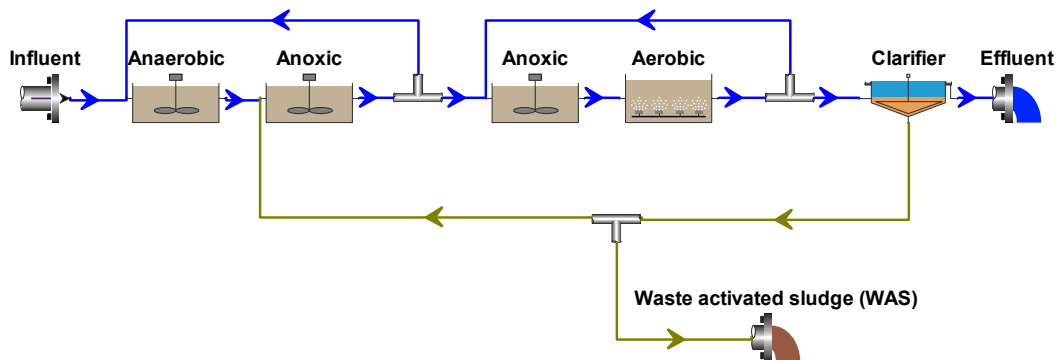 Influent
Anaerobic
Anoxic
Anoxic
Aerobic
Clarifier
Effluent
Waste activated sludge (WAS)